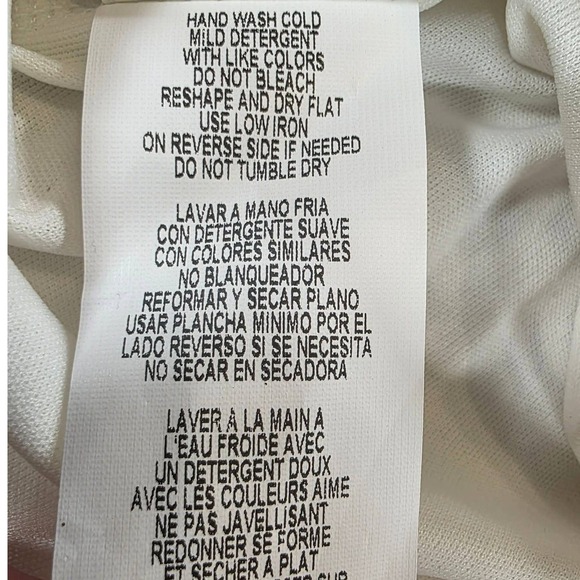 HAND WASH COLD
MILD DETERGENT
WITH LIKE COLORS
DO NOT BLEACH
RESHAPE AND DRY FLAT
USE LOW IRON
ON REVERSE SIDE IF NEEDED
DO NOT TUMBLE DRY
LAVAR A MANO FRIA
CON DETERGENTE SUAVE
CON COLORES SIMILARES
NO BLANQUEADOR
REFORMAR Y SECAR PLANO
USAR PLANCHA MINIMO POR EL
LADO REVERSO SI SE NECESITA
NO SECAR EN SECADORA
LAVER A LA MAIN A
L'EAU FROIDE AVEC
UN DETERGENT DOUX
AVEC LES COULEURS AIME
NE PAS JAVELLISANT
REDONNER SE FORME
ET SECHER A PLAT
SUR